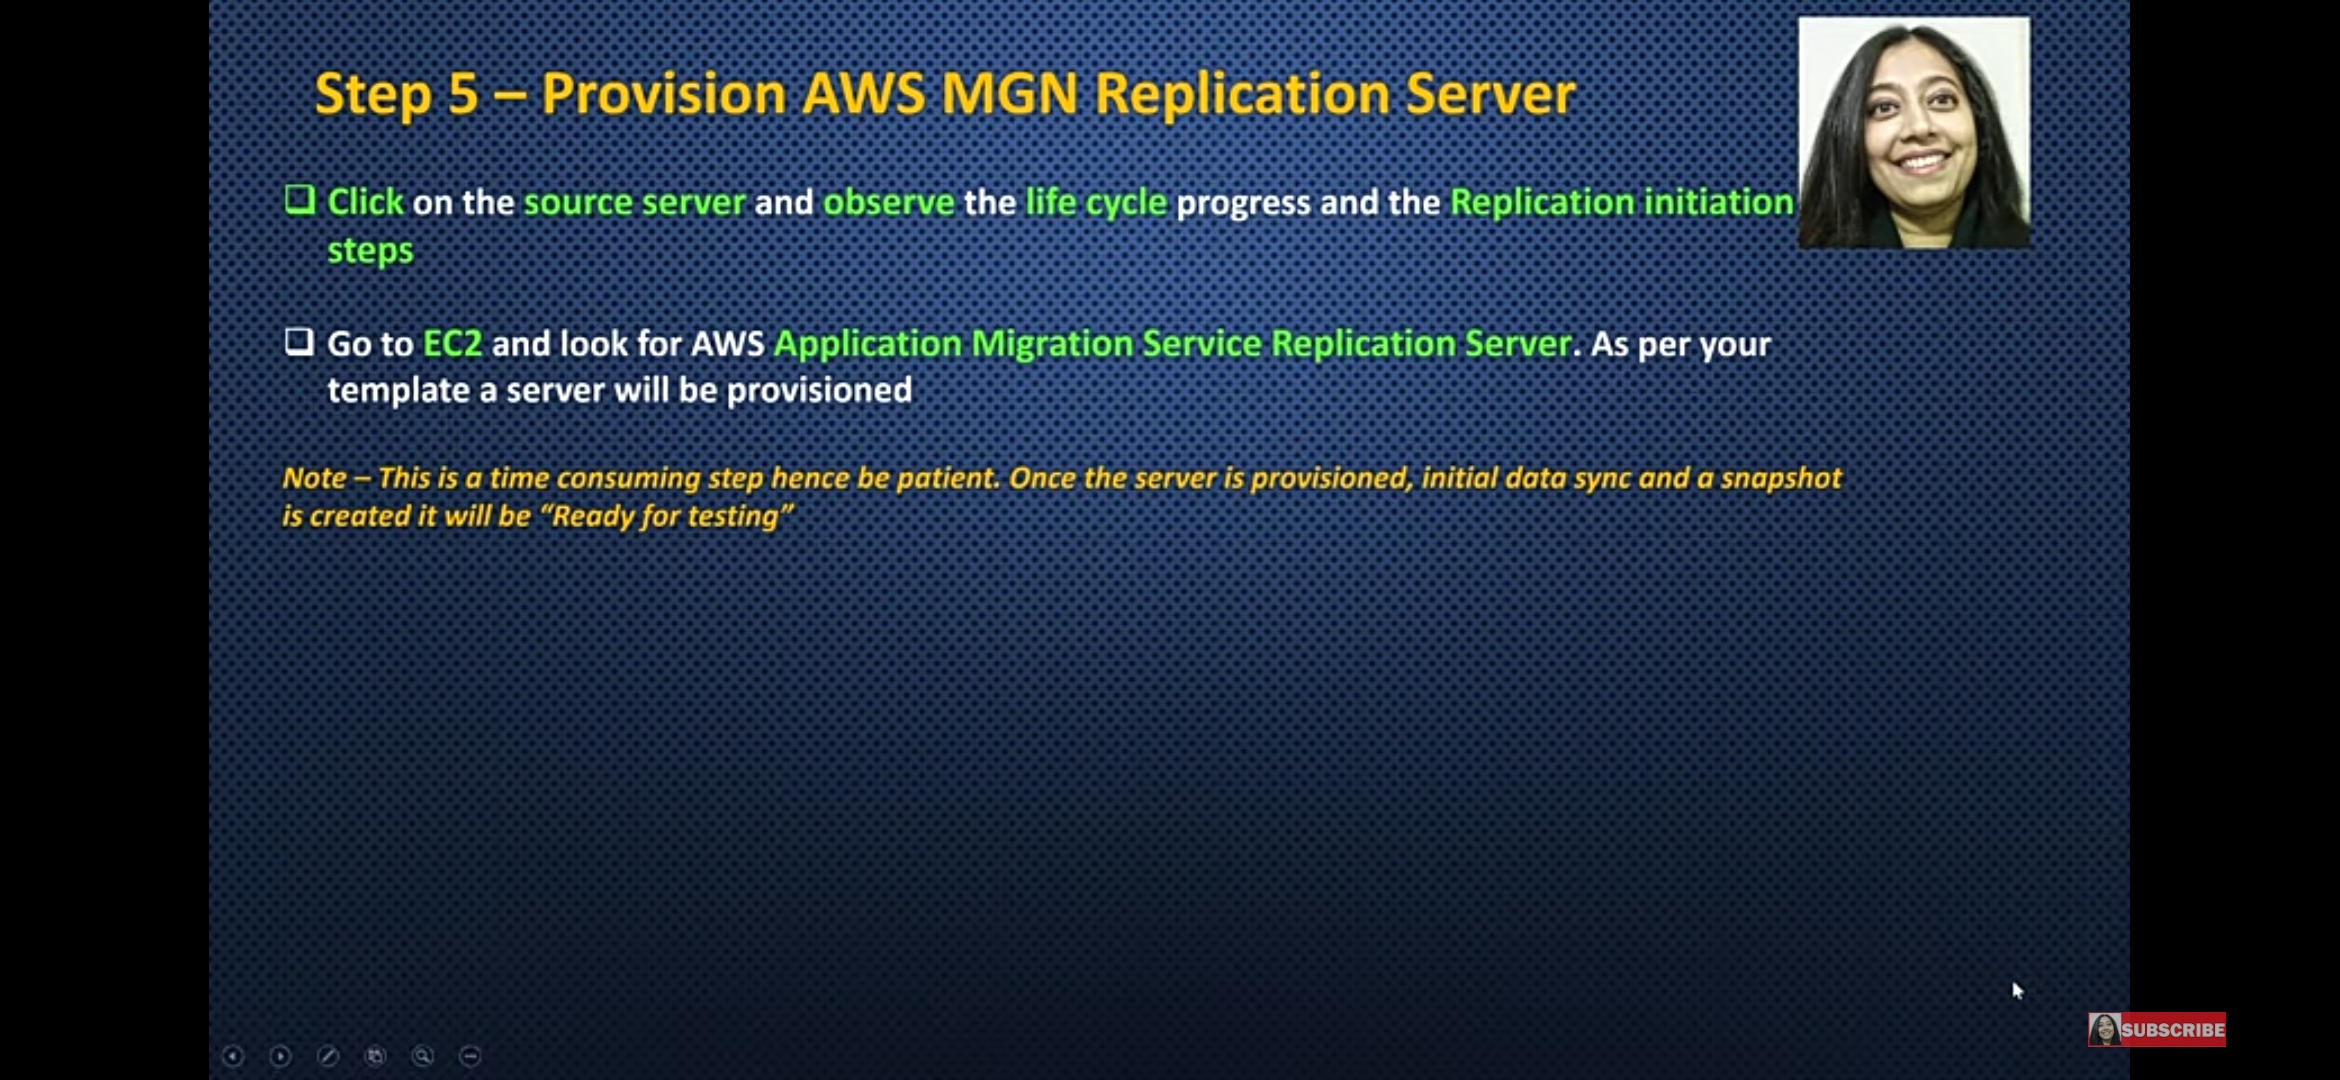 Step 5 – Provision AWS MGN Replication Server
Click on the source server and observe the life cycle progress and the Replication initiation
steps
Go to EC2 and look for AWS Application Migration Service Replication Server. As per your
template a server will be provisioned
Note – This is a time consuming step hence be patient. Once the server is provisioned, initial data sync and a snapshot
is created it will be “Ready for testing”
SUBSCRIBE